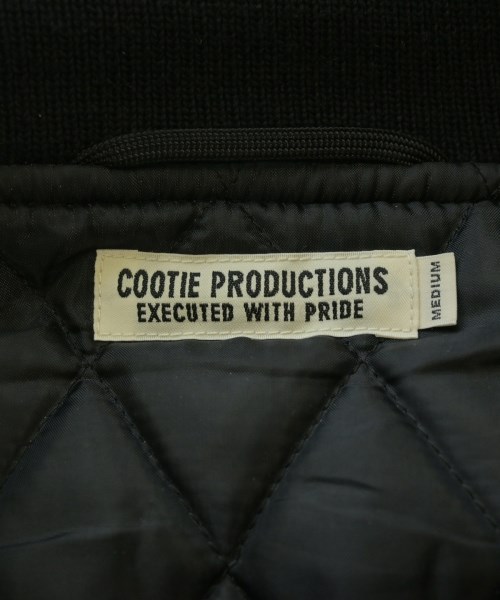 COOTIE PRODUCTIONS
EXECUTED WITH PRIDE
MEDIUM